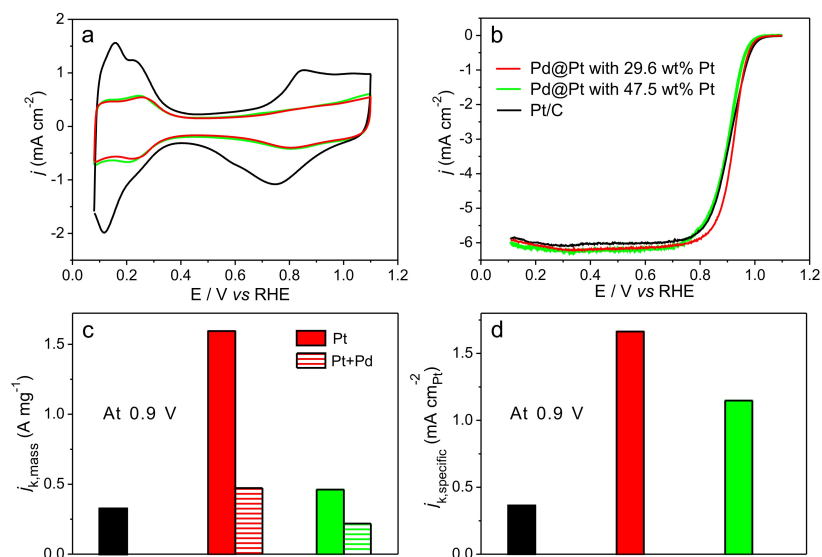 a
2
1
0
-1
-2
j (mA cm-2)
0.0 0.2 0.4 0.6 0.8 1.0 1.2
E / V vs RHE
b
Pd@Pt with 29.6 wt% Pt
Pd@Pt with 47.5 wt% Pt
Pt/C
0
-1
-2
-3
-4
-5
-6
j (mA cm-2)
0.0 0.2 0.4 0.6 0.8 1.0 1.2
E / V vs RHE
c
Pt
Pt+Pd
At 0.9 V
1.5
1.0
0.5
0.0
jk,mass (A mg-1)
d
At 0.9 V
1.5
1.0
0.5
0.0
jk,specific (mA cmPt-2)